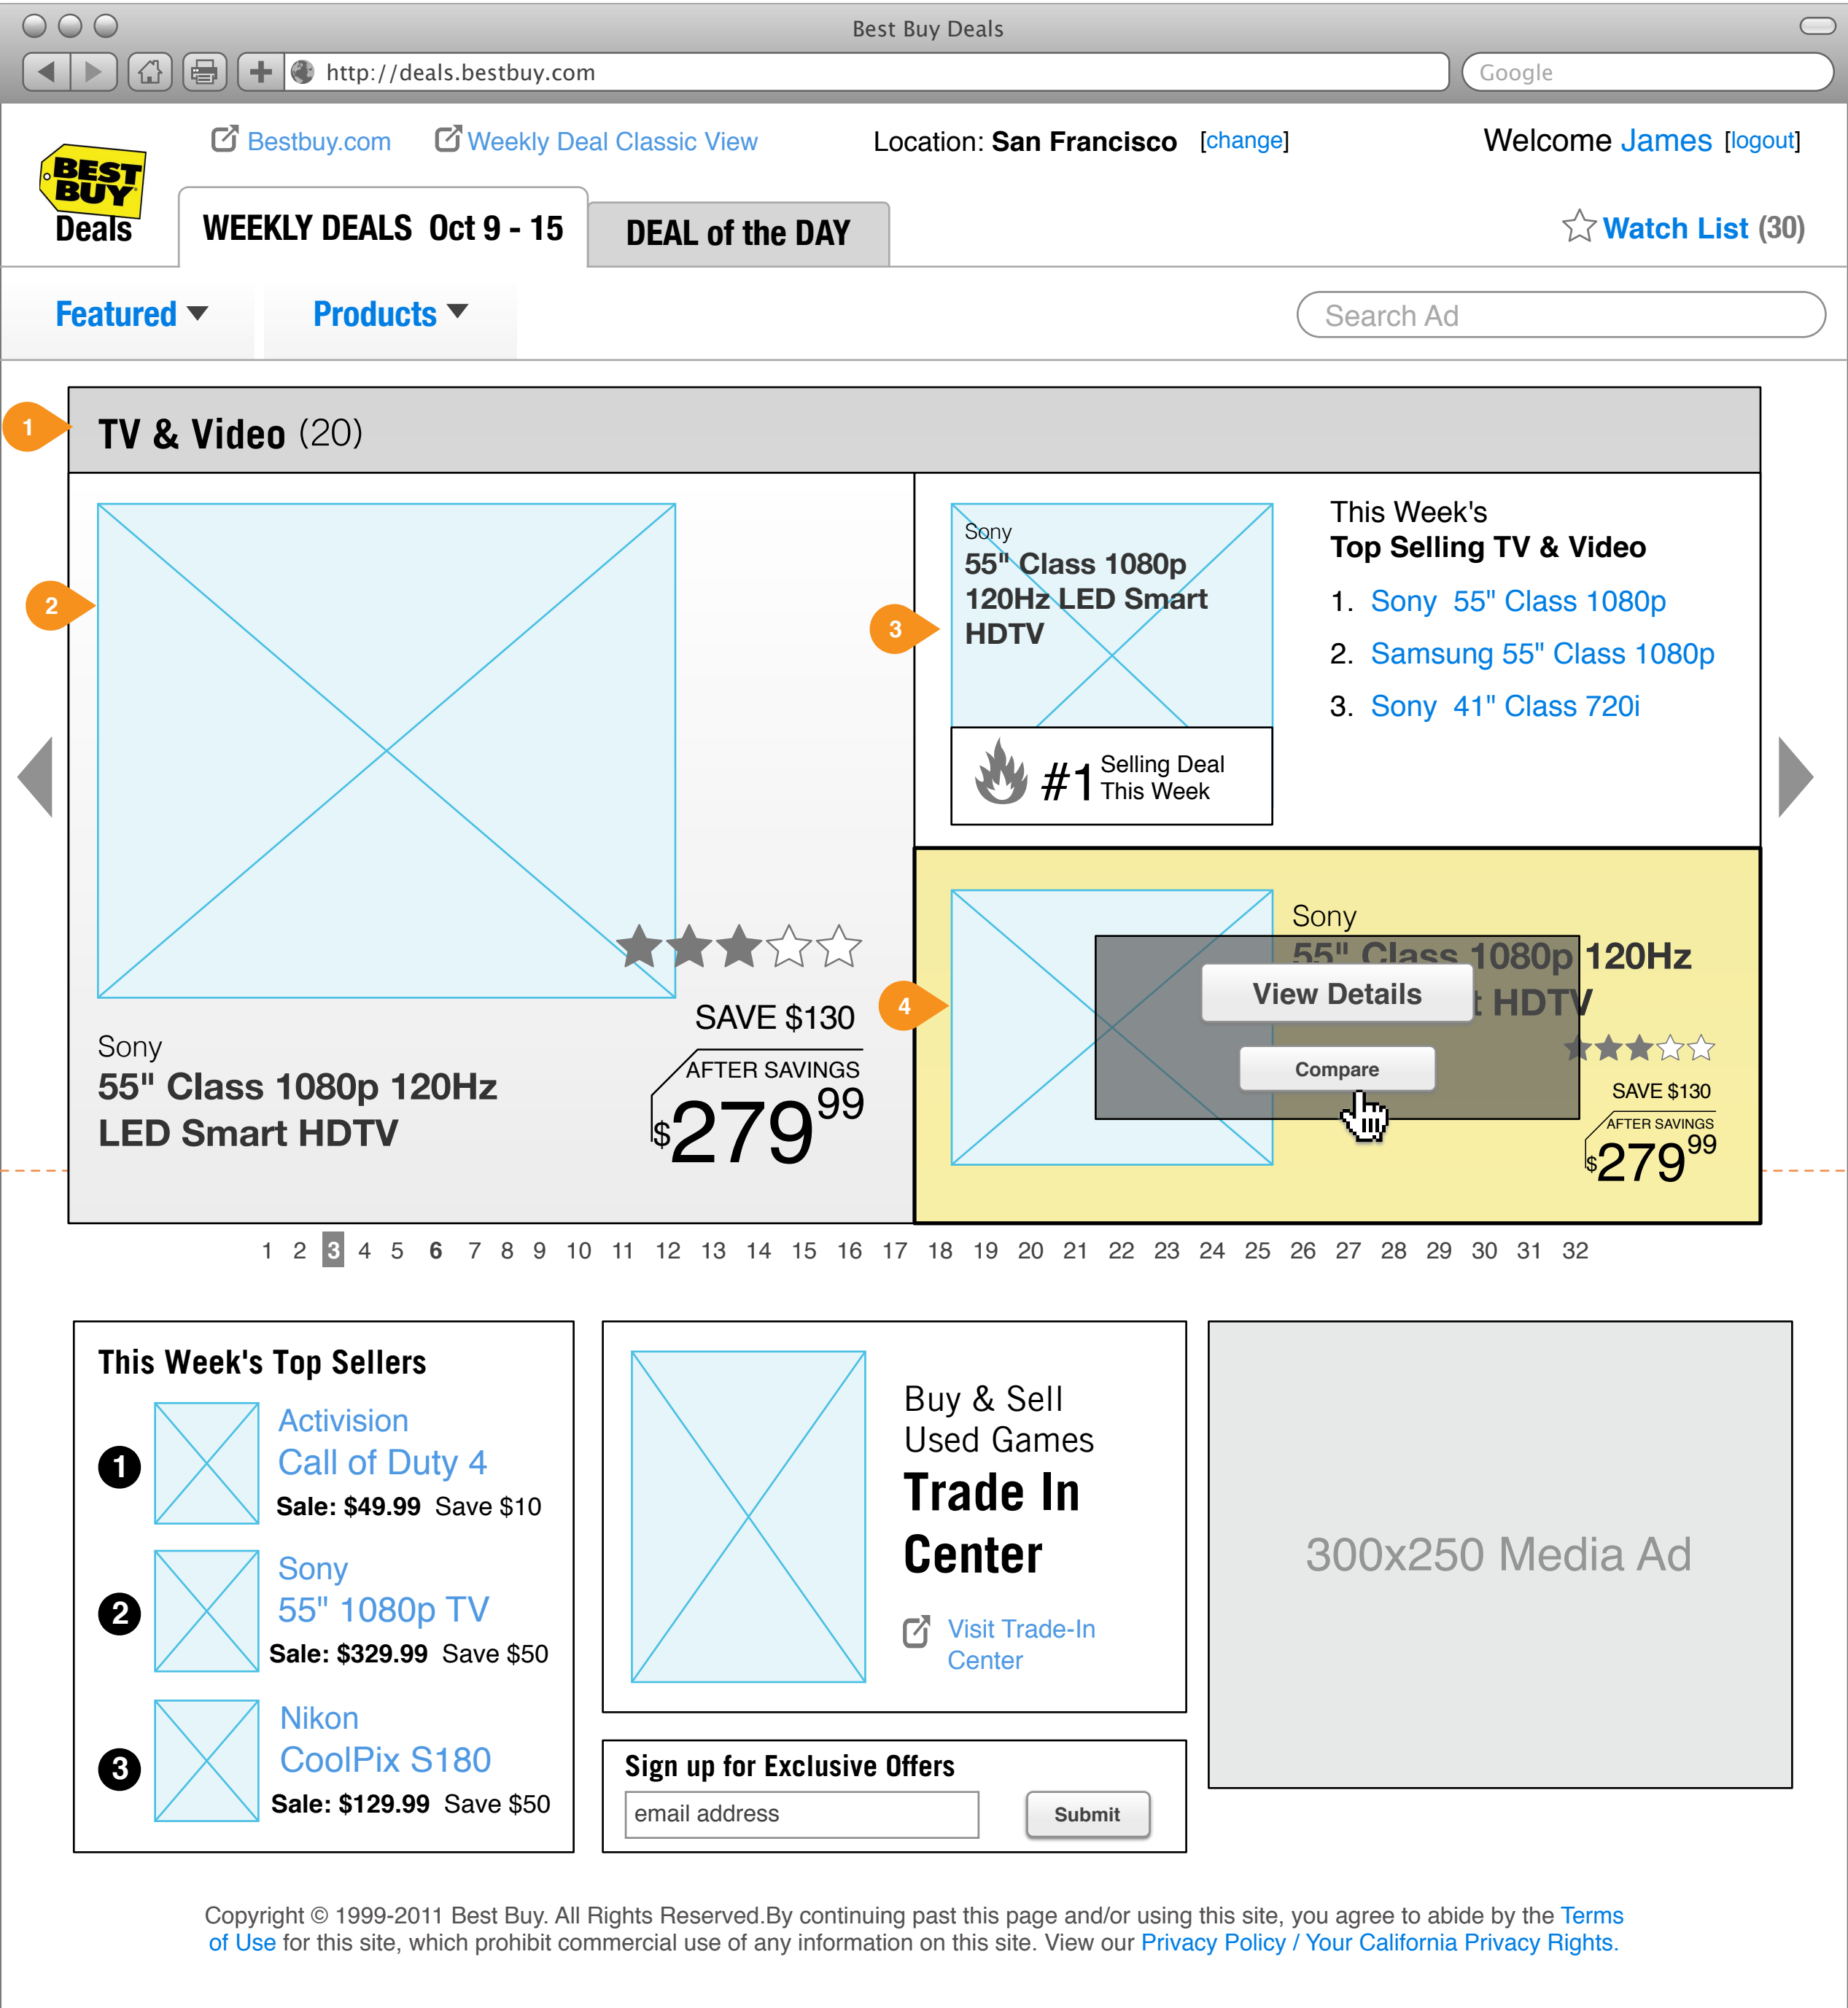 Best Buy Deals
http://deals.bestbuy.com
Google
Bestbuy.com
Weekly Deal Classic View
Location: San Francisco [change]
Welcome James [logout]
BEST
BUY
Deals
WEEKLY DEALS Oct 9 - 15
DEAL of the DAY
Watch List (30)
Featured
Products
Search Ad
1
TV & Video (20)
2
SAVE $130
Sony
55" Class 1080p 120Hz
LED Smart HDTV
AFTER SAVINGS
$279 99
3
Sony
55" Class 1080p
120Hz LED Smart
HDTV
#1 Selling Deal
This Week
This Week's
Top Selling TV & Video
1. Sony 55" Class 1080p
2. Samsung 55" Class 1080p
3. Sony 41" Class 720i
4
Sony
55" Class 1080p 120Hz
HDTV
View Details
Compare
SAVE $130
AFTER SAVINGS
$279 99
1 2 3 4 5 6 7 8 9 10 11 12 13 14 15 16 17 18 19 20 21 22 23 24 25 26 27 28 29 30 31 32
This Week's Top Sellers
1
Activision
Call of Duty 4
Sale: $49.99 Save $10
2
Sony
55" 1080p TV
Sale: $329.99 Save $50
3
Nikon
CoolPix S180
Sale: $129.99 Save $50
Buy & Sell
Used Games
Trade In
Center
Visit Trade-In
Center
Sign up for Exclusive Offers
email address
Submit
300x250 Media Ad
Copyright © 1999-2011 Best Buy. All Rights Reserved.By continuing past this page and/or using this site, you agree to abide by the Terms
of Use for this site, which prohibit commercial use of any information on this site. View our Privacy Policy / Your California Privacy Rights.